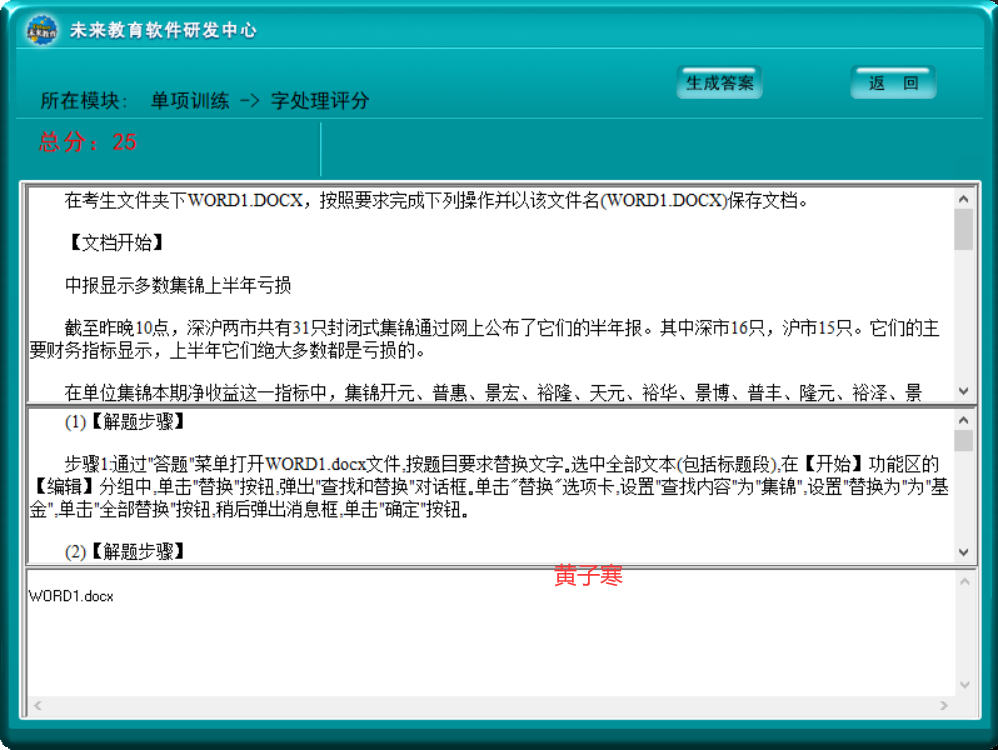 未来教育软件研发中心
生成答案
返 回
所在模块： 单项训练 -> 字处理评分
总分：25
在考生文件夹下WORD1.DOCX，按照要求完成下列操作并以该文件名(WORD1.DOCX)保存文档。
【文档开始】
中报显示多数集锦上半年亏损
截至昨晚10点，深沪两市共有31只封闭式集锦通过网上公布了它们的半年报。其中深市16只，沪市15只。它们的主
要财务指标显示，上半年它们绝大多数都是亏损的。
在单位集锦本期净收益这一指标中，集锦开元、普惠、景宏、裕隆、天元、裕华、景博、普丰、隆元、裕泽、景
(1)【解题步骤】
步骤1:通过"答题"菜单打开WORD1.docx文件,按题目要求替换文字。选中全部文本(包括标题段),在【开始】功能区的
【编辑】分组中,单击"替换"按钮,弹出"查找和替换"对话框。单击"替换"选项卡,设置"查找内容"为"集锦",设置"替换为"为"基
金",单击"全部替换"按钮,稍后弹出消息框,单击"确定"按钮。
(2)【解题步骤】
黄子寒
WORD1.docx